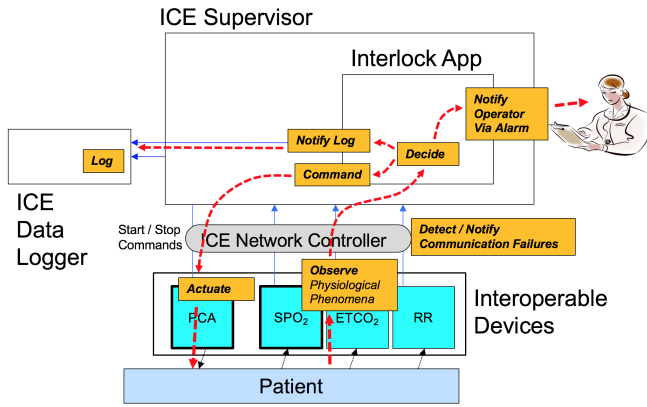 ICE Supervisor
Interlock App
Notify
Operator
Via Alarm
Notify Log
Decide
Command
Log
ICE
Data
Logger
Start / Stop
Commands
ICE Network Controller
Detect / Notify
Communication Failures
Observe
Physiological
Phenomena
Actuate
PCA
SPO₂
ETCO₂
RR
Interoperable
Devices
Patient